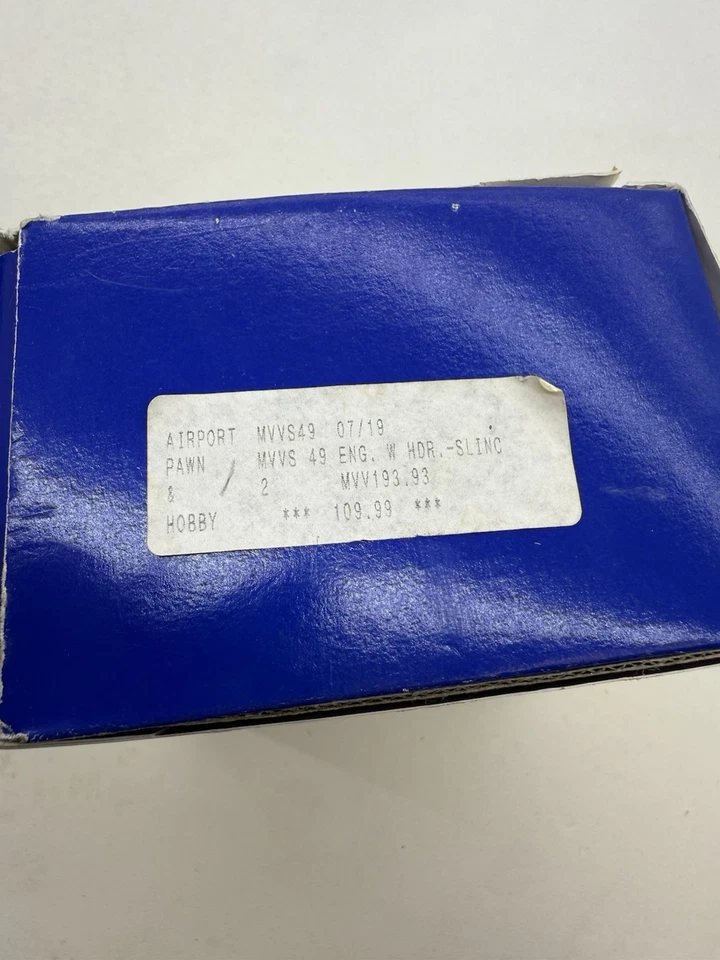 AIRPORT MVVS49 07/19
PAWN / MVVS 49 ENG. W HDR.-SLINC
& 2 MVV193.93
HOBBY *** 109.99 ***